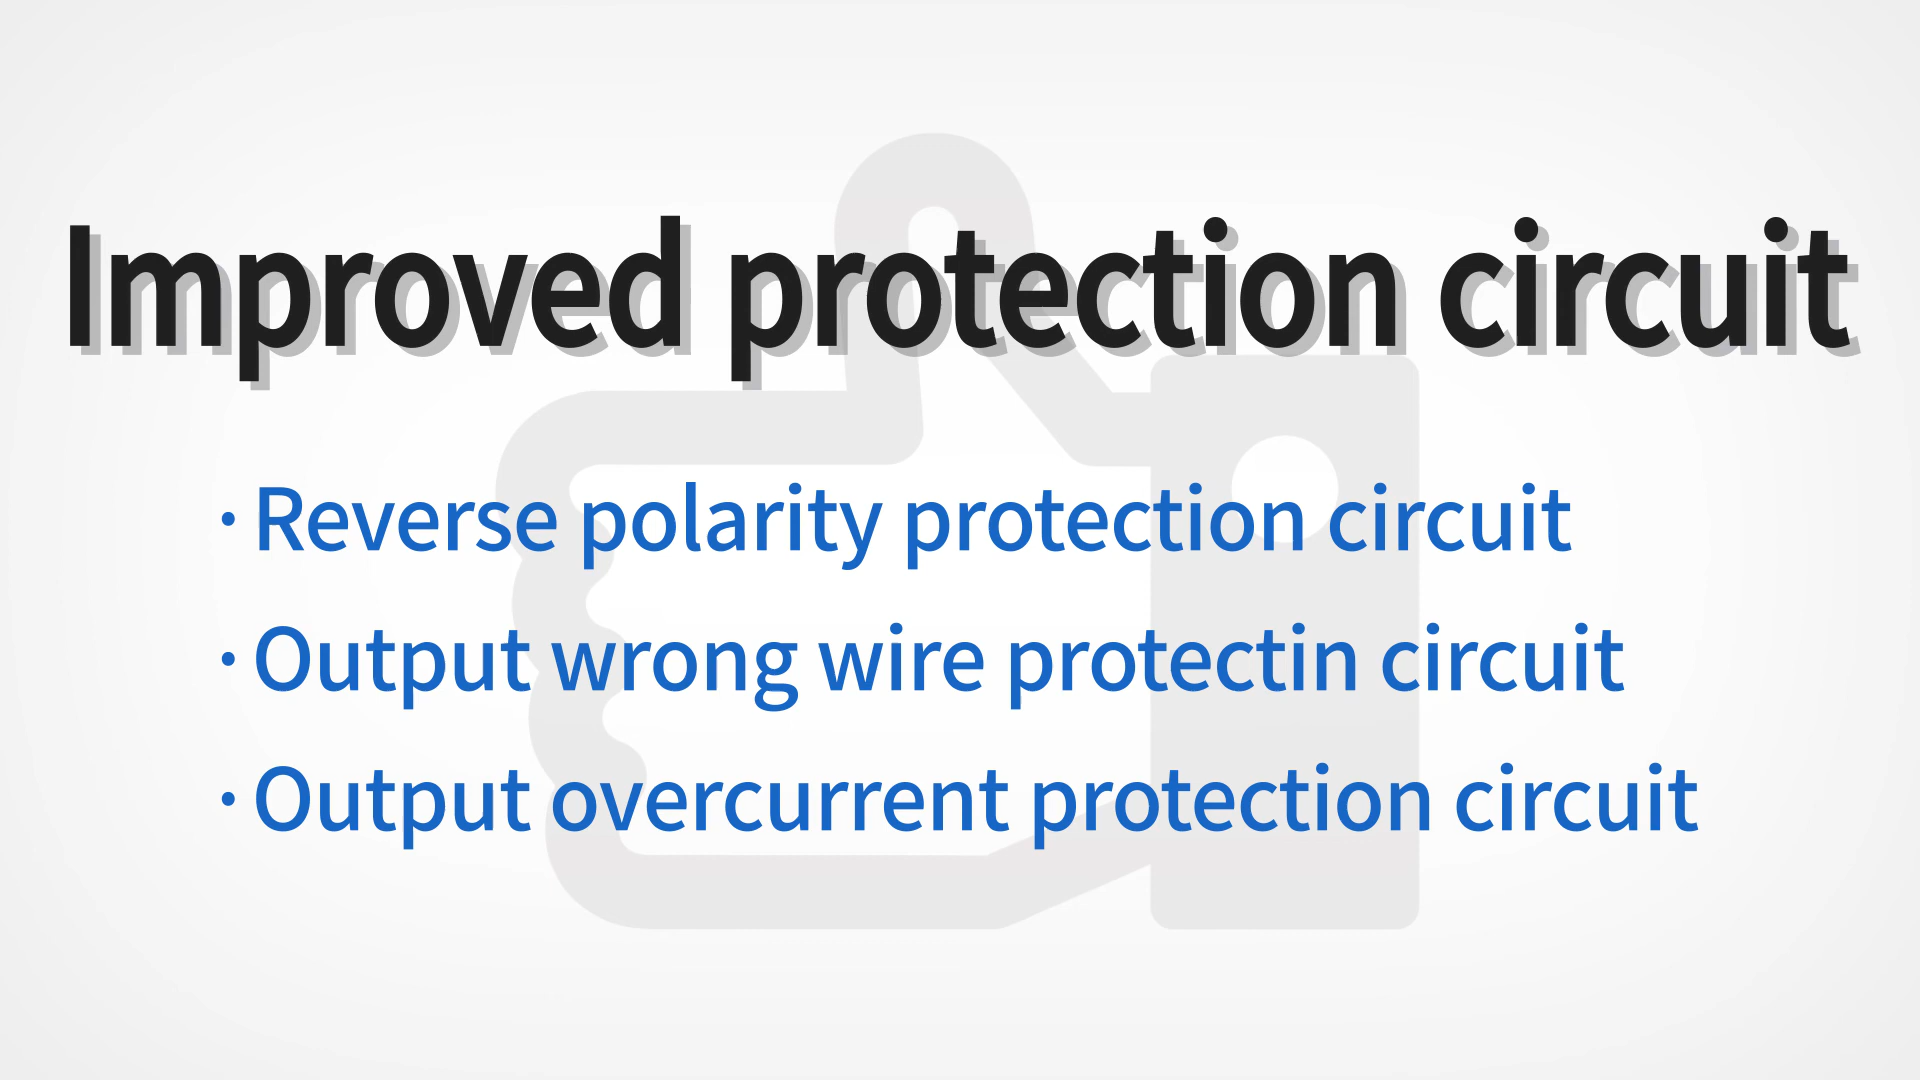 Improved protection circuit
· Reverse polarity protection circuit
· Output wrong wire protectin circuit
· Output overcurrent protection circuit